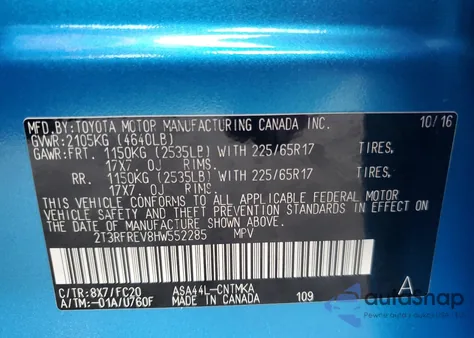 MFD.BY:TOYOTA MOTOR MANUFACTURING CANADA INC. 10/16
GVWR:2105KG (4640LB)
GAWR:FRT. 1150KG (2535LB) WITH 225/65R17 TIRES,
17X7.0J RIMS,
RR. 1150KG (2535LB) WITH 225/65R17 TIRES,
17X7.0J RIMS,
THIS VEHICLE CONFORMS TO ALL APPLICABLE FEDERAL MOTOR
VEHICLE SAFETY AND THEFT PREVENTION STANDARDS IN EFFECT ON
THE DATE OF MANUFACTURE SHOWN ABOVE.
2T3RFREV8HW552285 MPV
C/TR:8X7/FC20 ASA44L-CNTMKA A
A/TM:-01A/U760F MADE IN CANADA 109
autoSnap